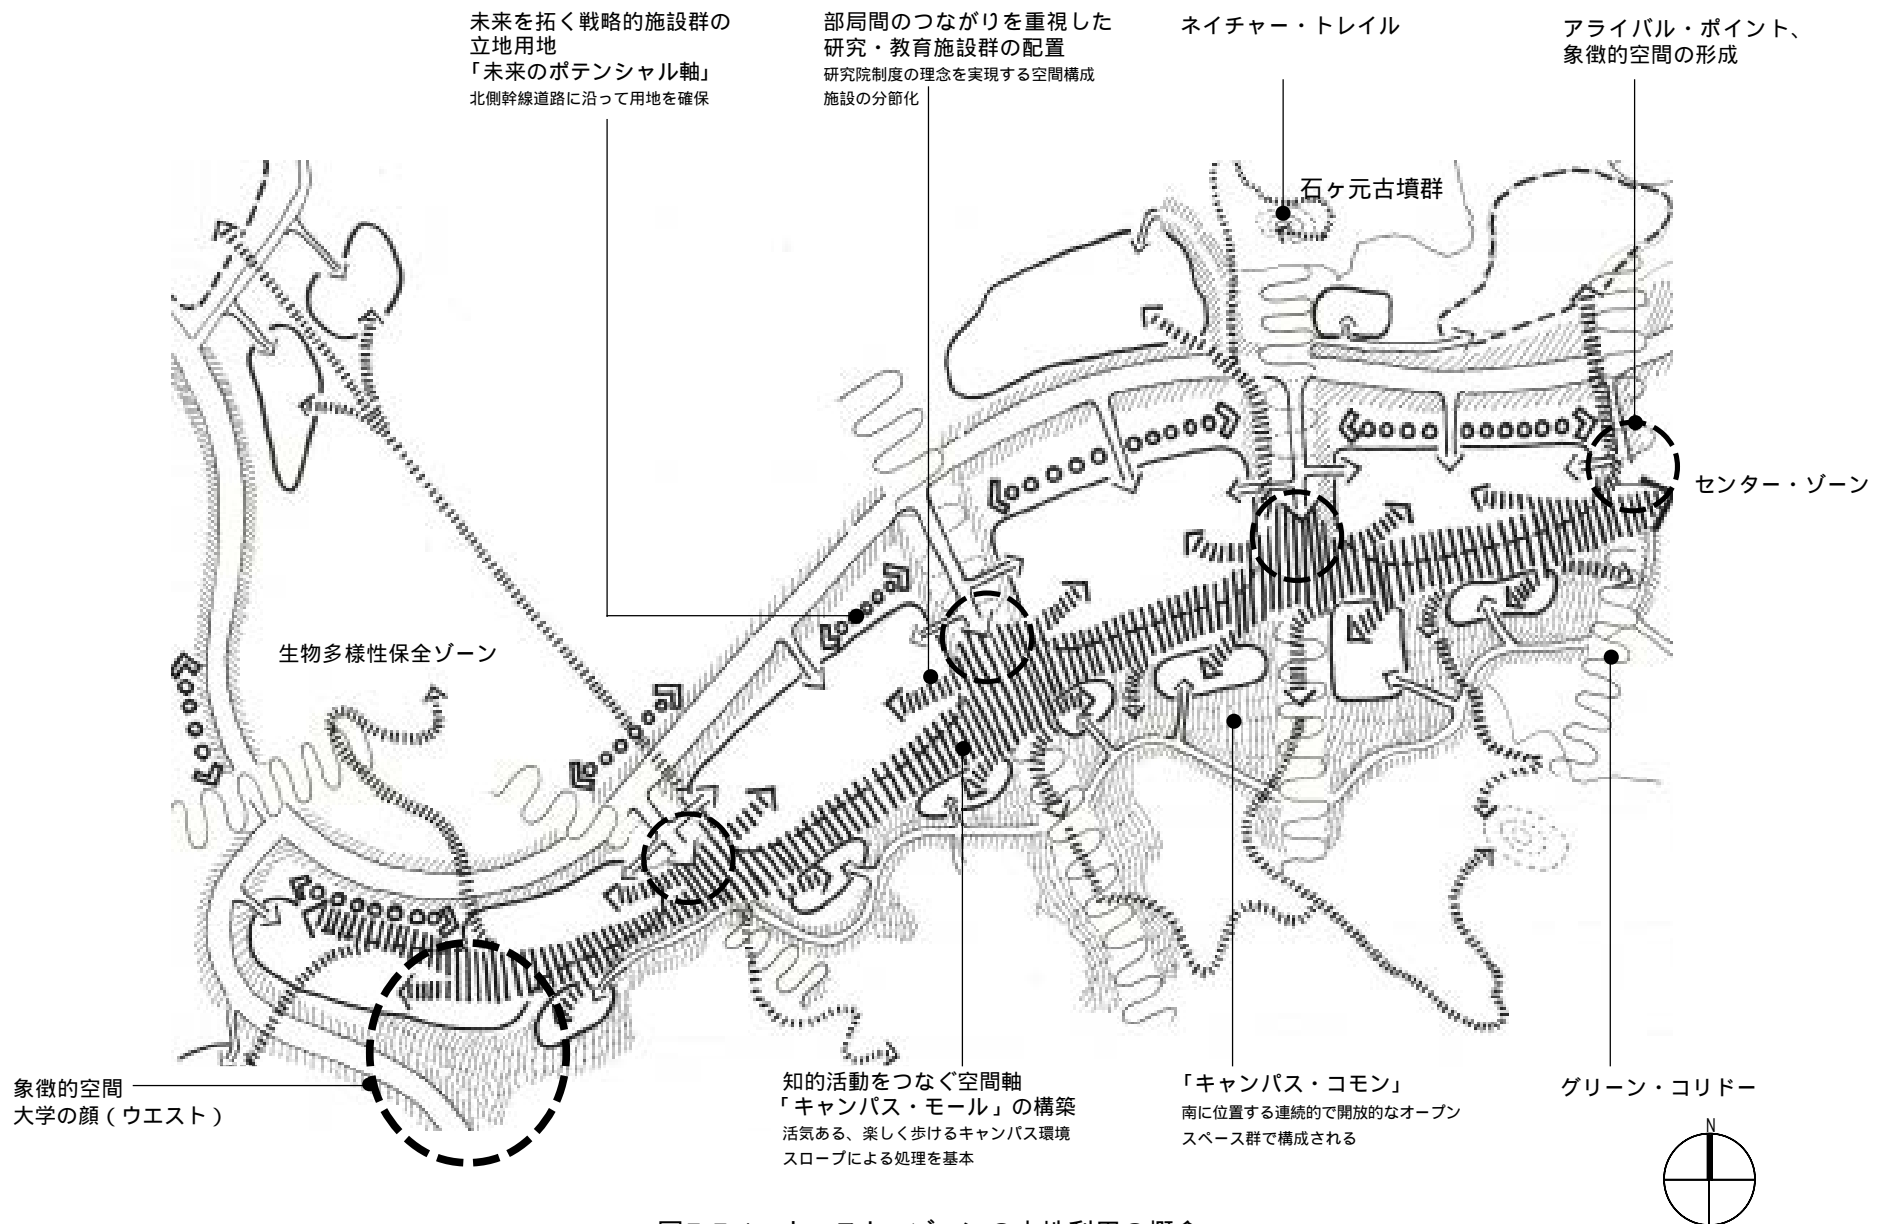 未来を拓く戦略的施設群の
立地用地
「未来のポテンシャル軸」
北側幹線道路に沿って用地を確保
部局間のつながりを重視した
研究・教育施設群の配置
研究院制度の理念を実現する空間構成
施設の分節化
ネイチャー・トレイル
アライバル・ポイント、
象徴的空間の形成
石ヶ元古墳群
センター・ゾーン
生物多様性保全ゾーン
象徴的空間
大学の顔（ウエスト）
知的活動をつなぐ空間軸
「キャンパス・モール」の構築
活気ある、楽しく歩けるキャンパス環境
スロープによる処理を基本
「キャンパス・コモン」
南に位置する連続的で開放的なオープン
スペース群で構成される
グリーン・コリドー
N